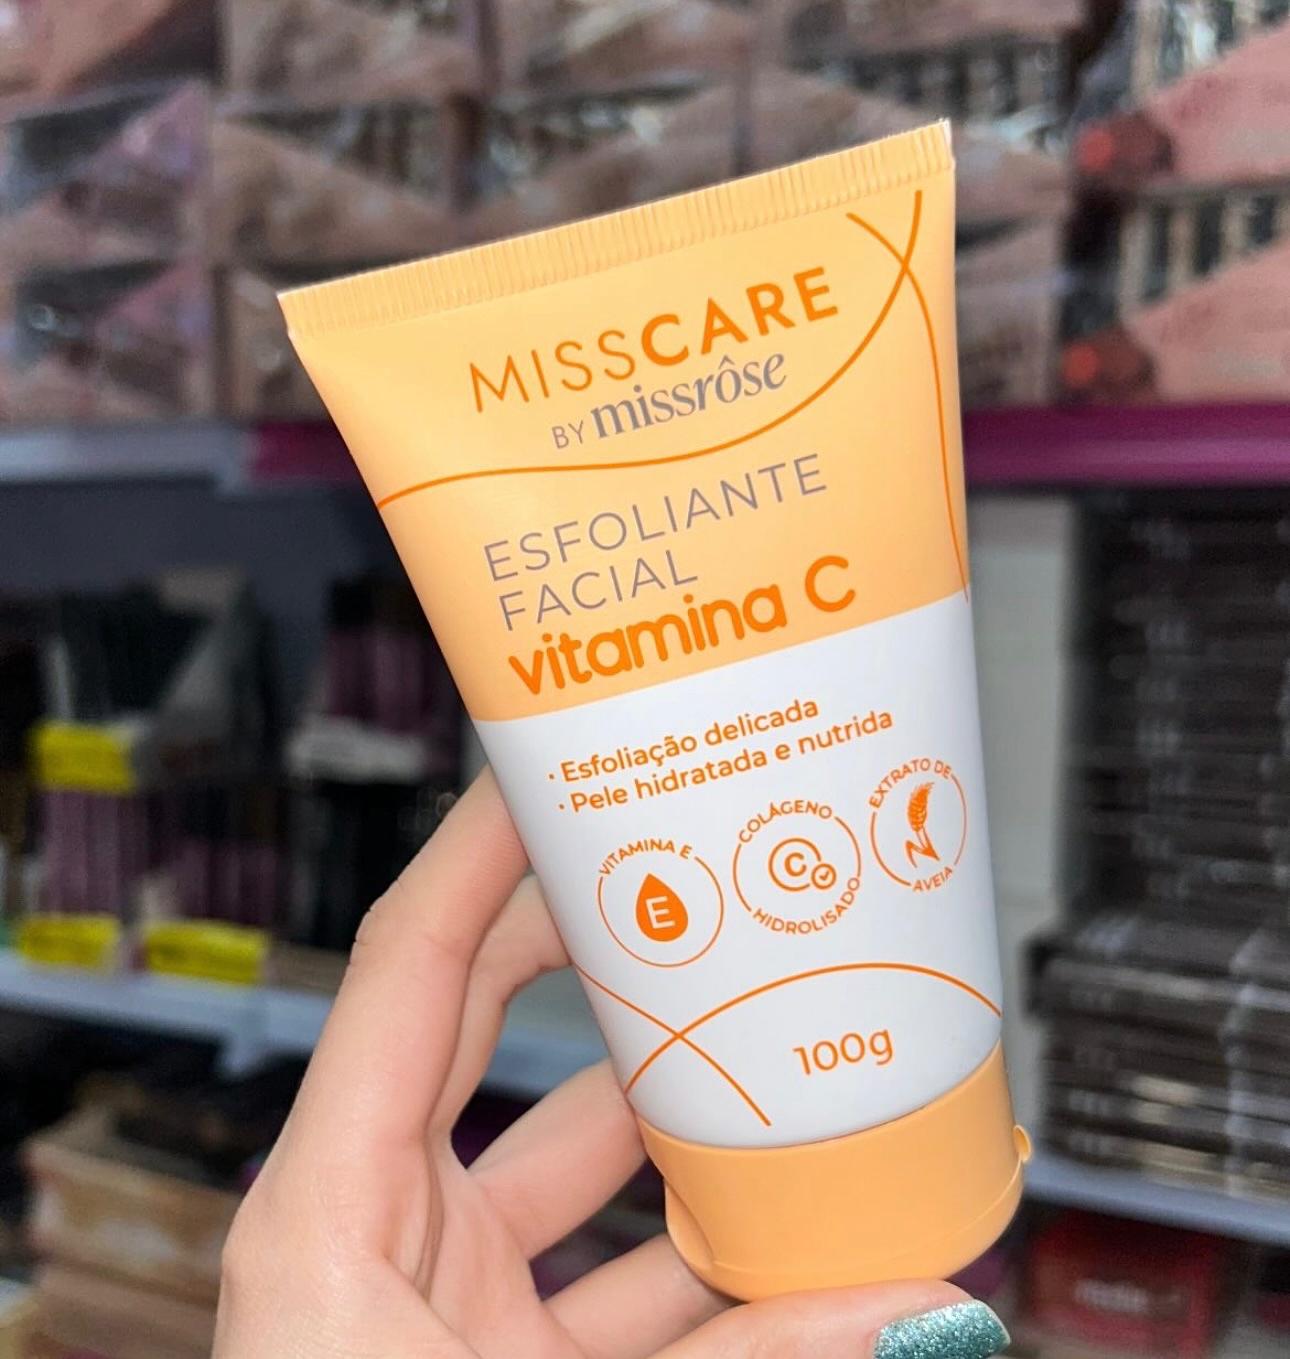 MISSCARE
BY missrôse
ESFOLIANTE
FACIAL
vitamina C
· Esfoliação delicada
· Pele hidratada e nutrida
VITAMINA E
E
COLÁGENO
C
HIDROLISADO
EXTRATO DE
AVEIA
100g